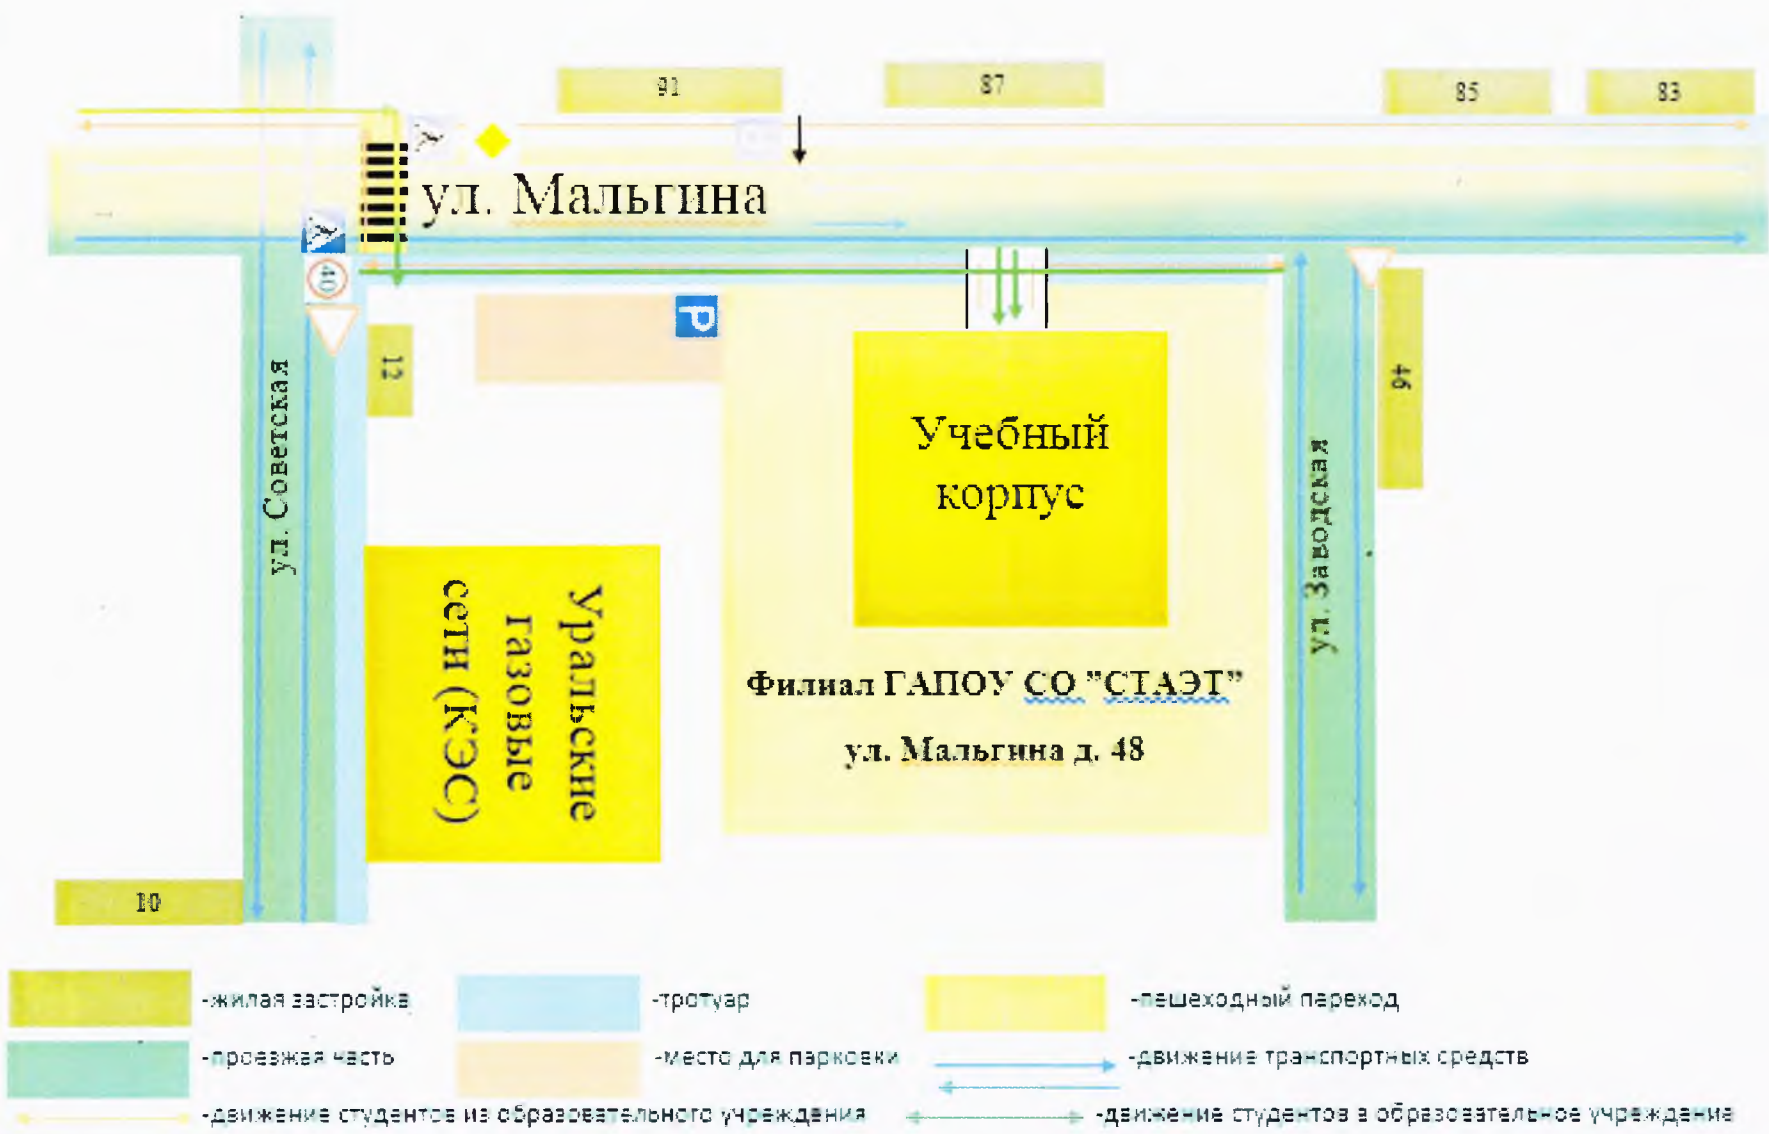 91
87
85
83
ул. Мальгина
40
P
12
46
ул. Советская
Учебный
корпус
ул. Заводская
Уральские
газовые
сети (КЭС)
Филиал ГАПОУ СО "СТАЭТ"
ул. Мальгина д. 48
10
-жилая застройка
-тротуар
-пешеходный переход
-проезжая часть
-место для парковки
-движение транспортных средств
-движение студентов из образовательного учреждения
-движение студентов в образовательное учреждение